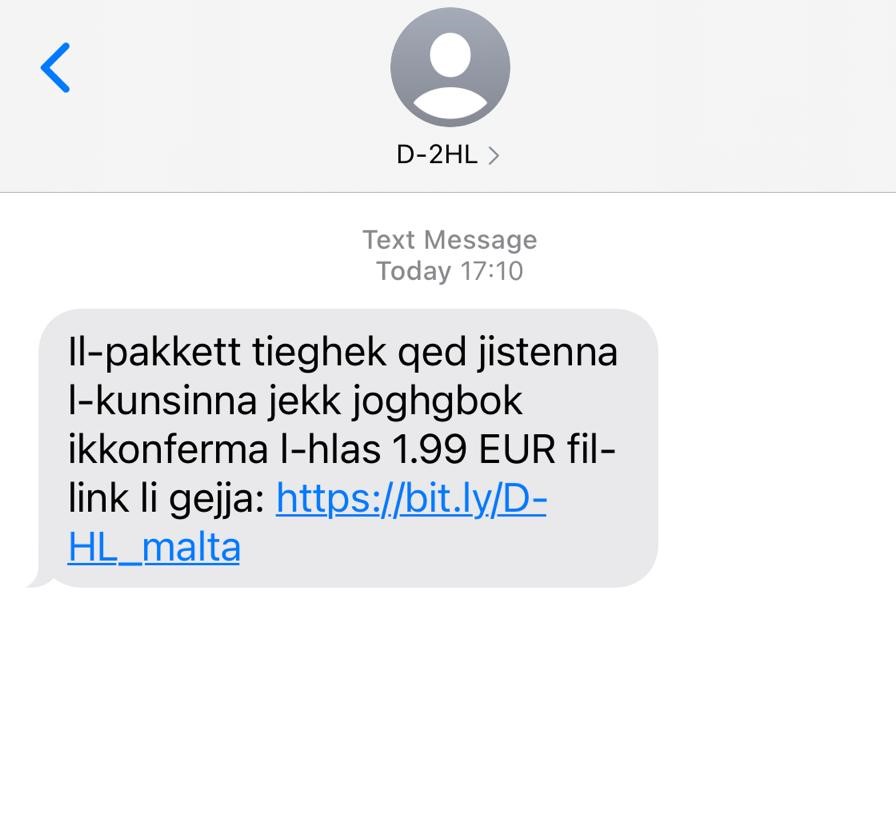 D-2HL
Text Message
Today 17:10
Il-pakkett tieghek qed jistenna
l-kunsinna jekk joghgbok
ikkonferma l-hlas 1.99 EUR fil-
link li gejja: https://bit.ly/D-
HL_malta